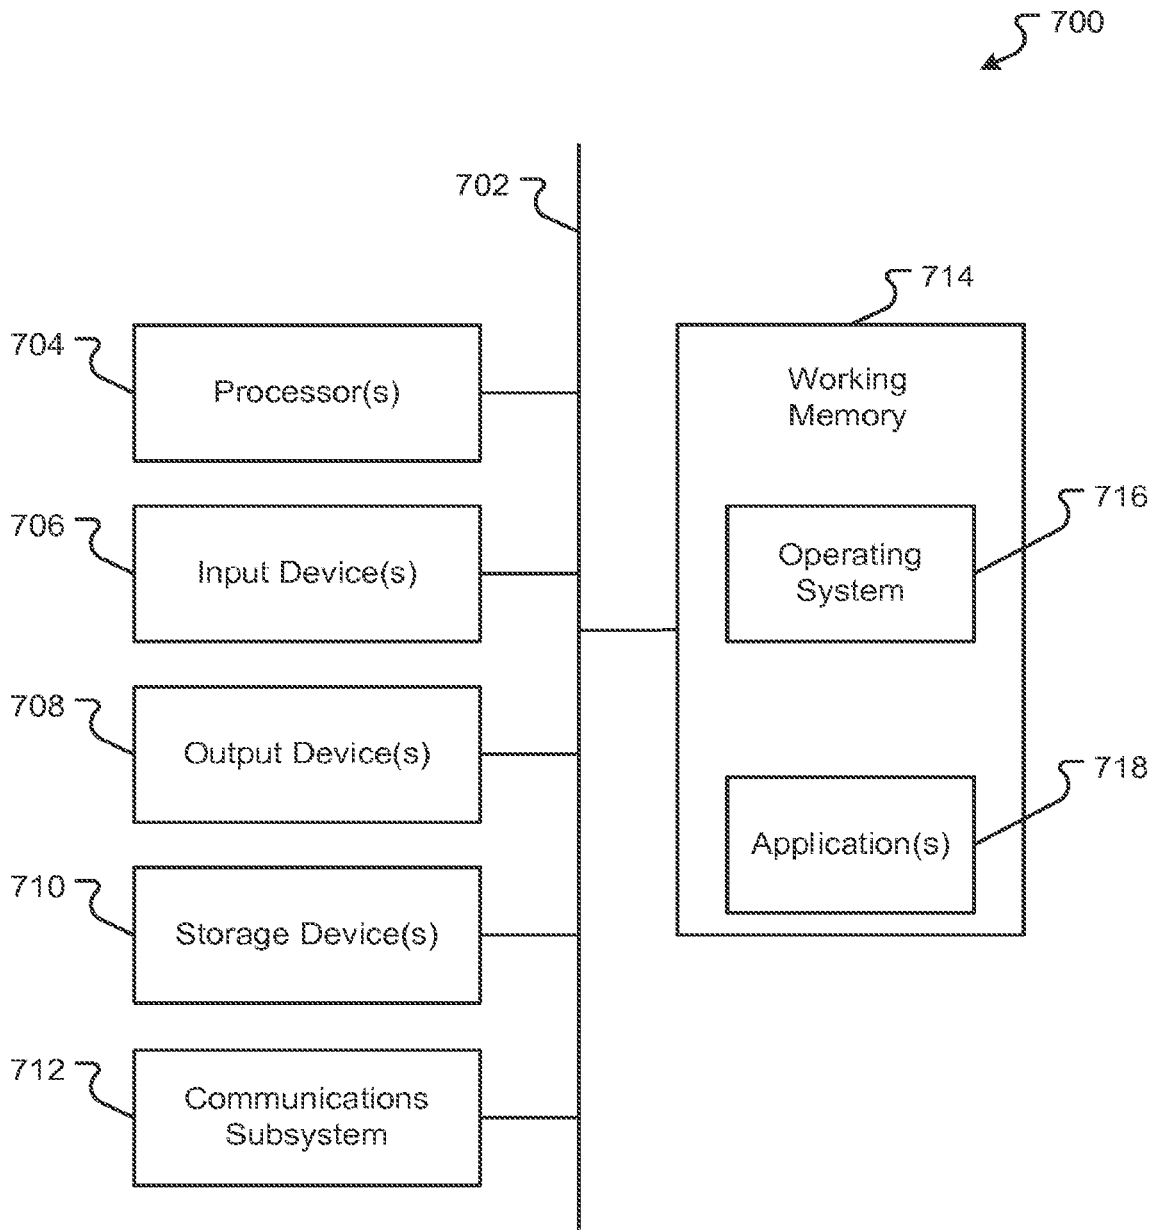 700
702
714
704
Processor(s)
Working
Memory
706
Input Device(s)
716
Operating
System
708
Output Device(s)
718
Application(s)
710
Storage Device(s)
712
Communications
Subsystem